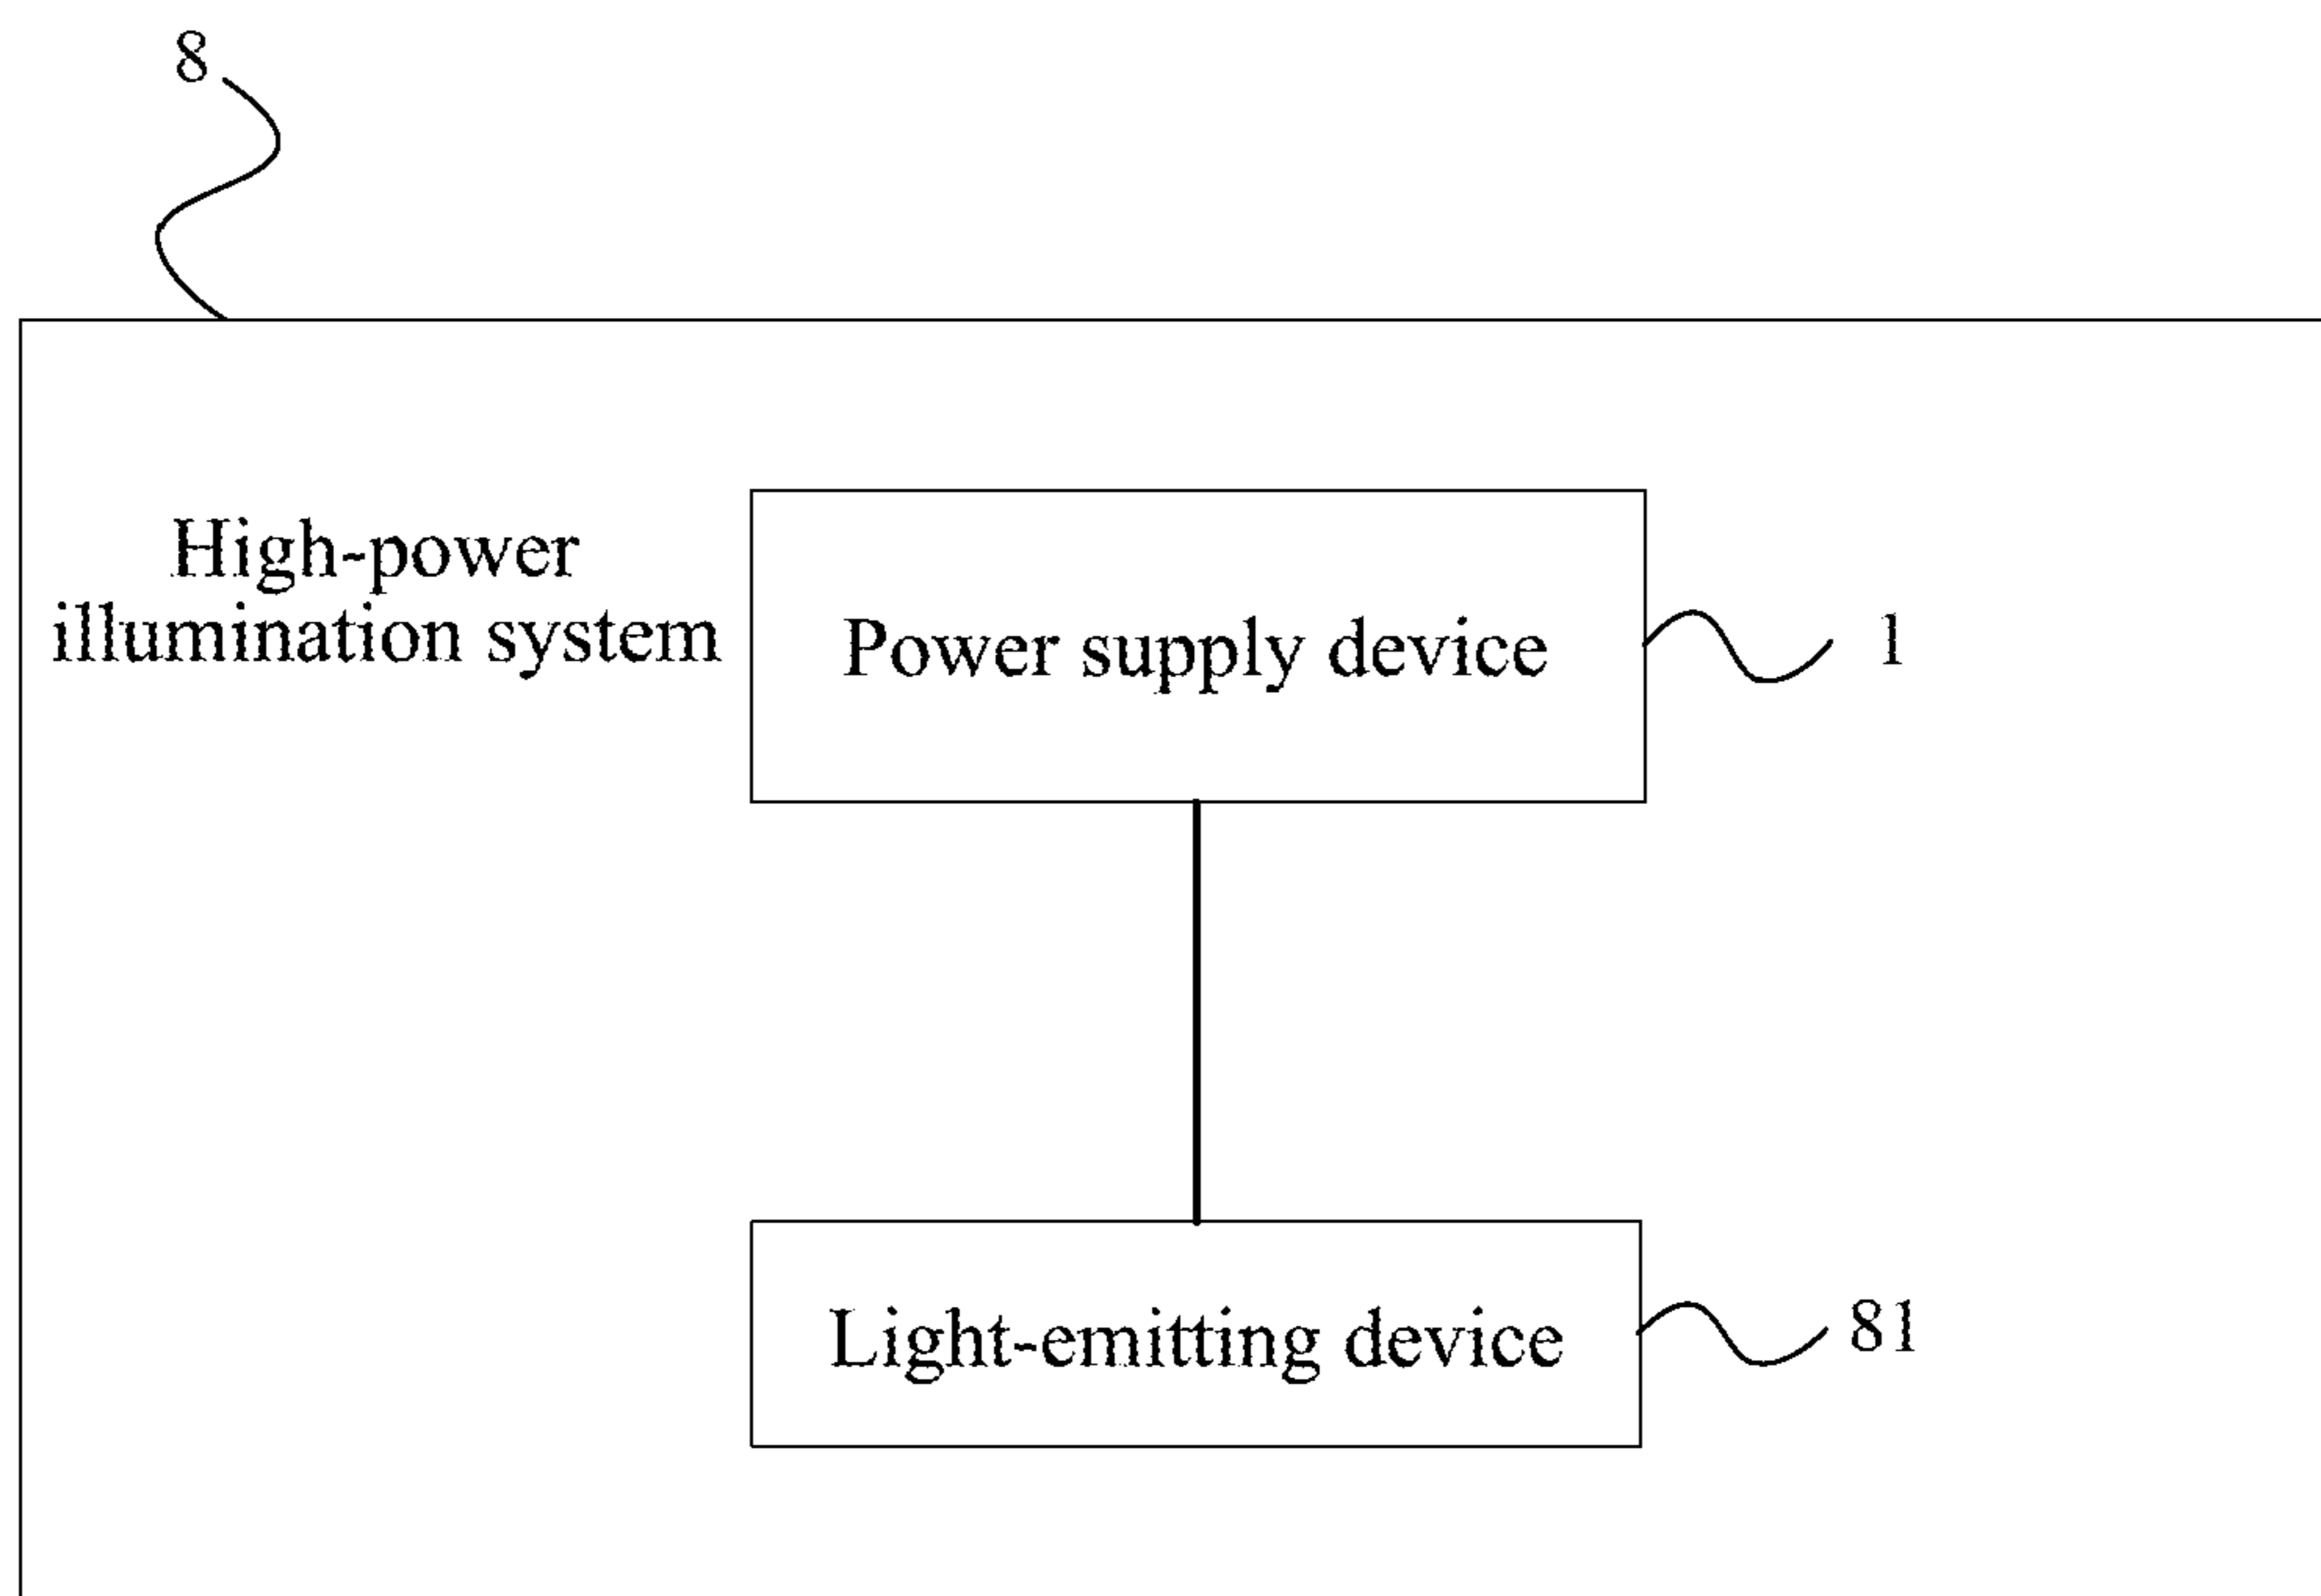 8
High-power
illumination system
Power supply device
1
Light-emitting device
81